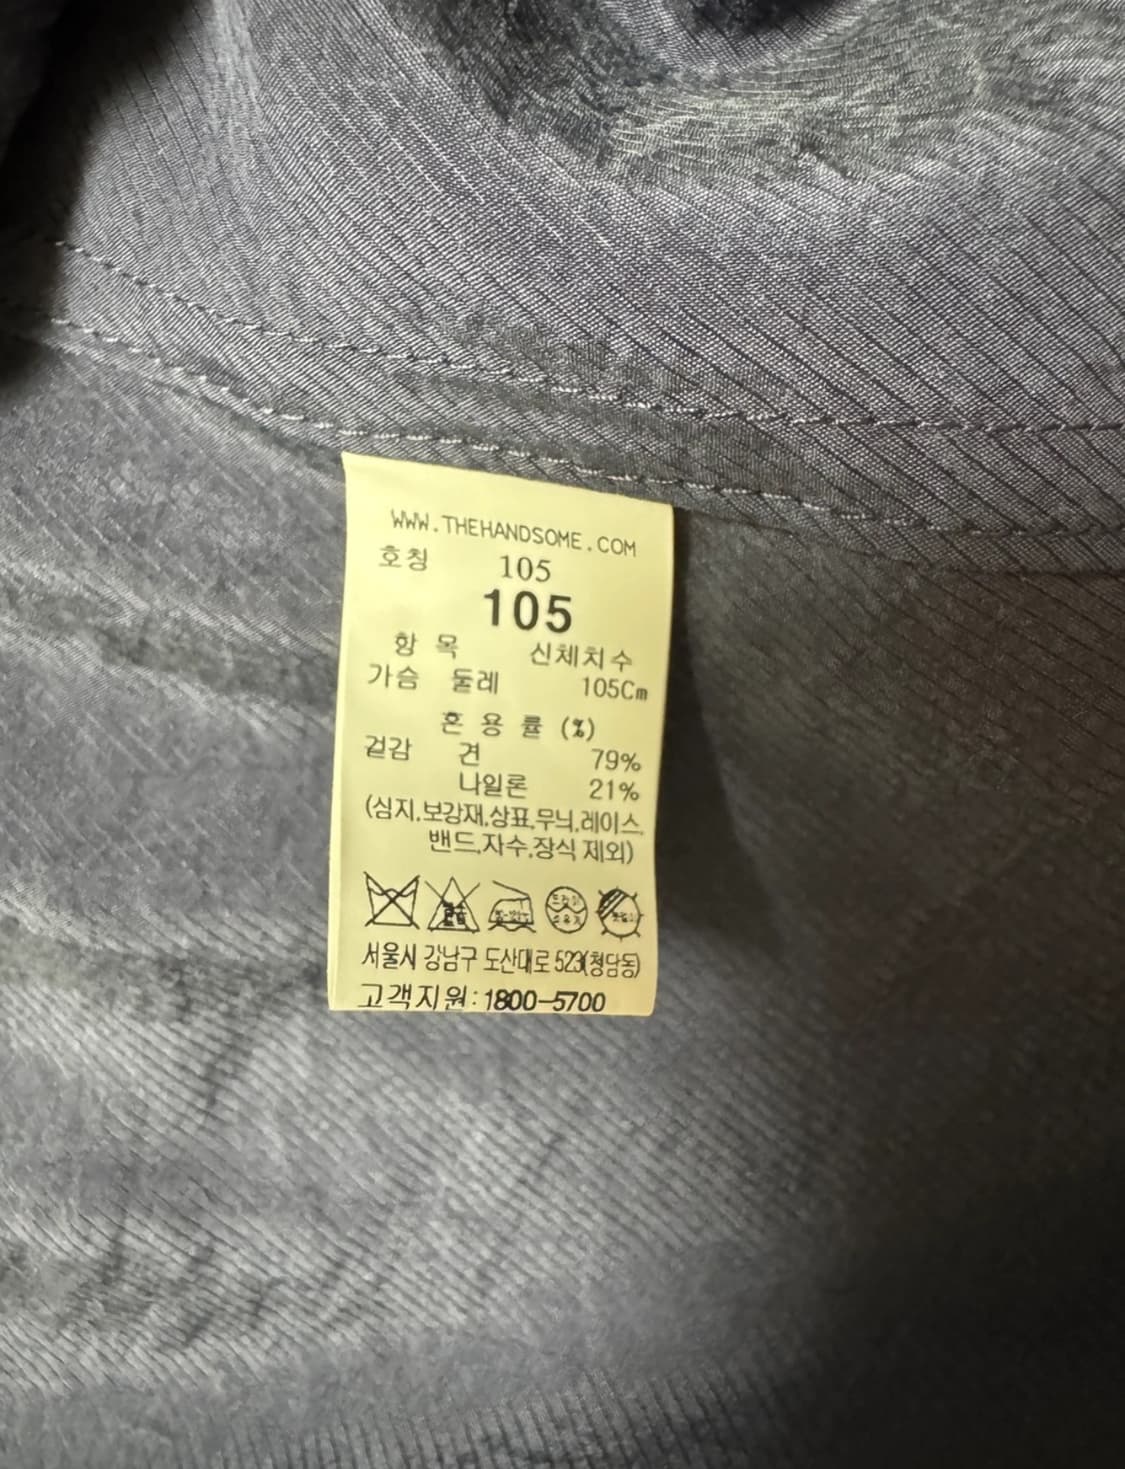 WWW.THEHANDSOME.COM
호칭 105
105
항 목 신체치수
가슴 둘레 105Cm
혼 용 률 (%)
겉감 견 79%
나일론 21%
(심지,보강재,상표,무늬,레이스,
밴드,자수,장식 제외)
드라이
서울시 강남구 도산대로 523(청담동)
고객지원:1800-5700